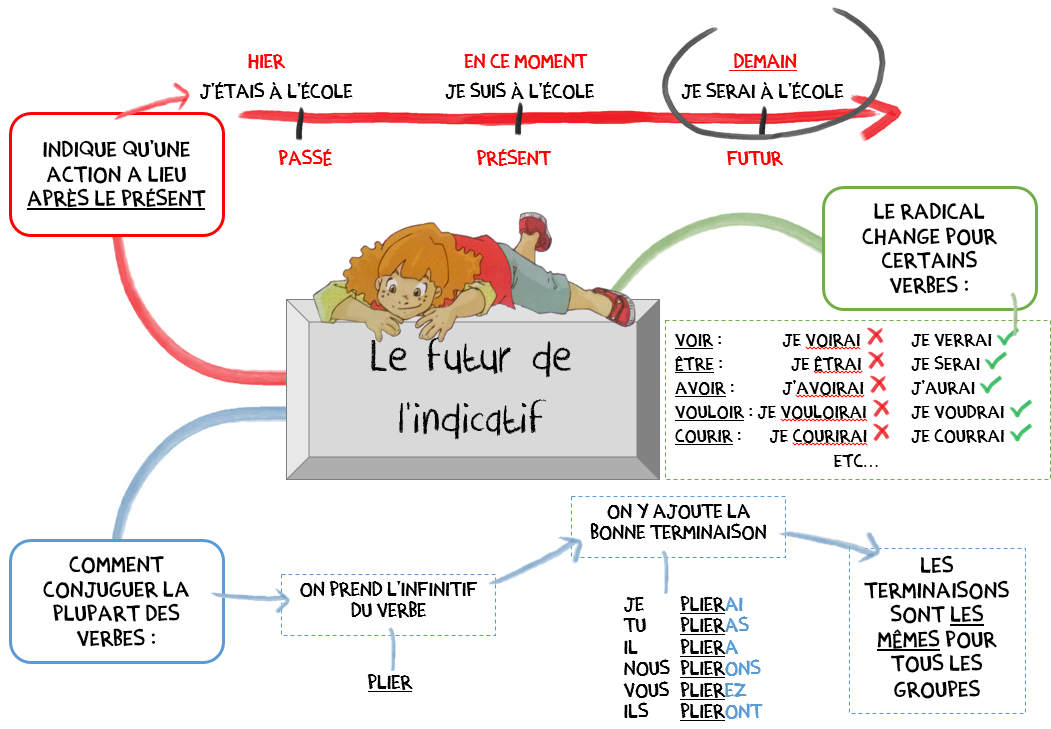 HIER
J'ÉTAIS À L'ÉCOLE
PASSÉ
EN CE MOMENT
JE SUIS À L'ÉCOLE
PRÉSENT
DEMAIN
JE SERAI À L'ÉCOLE
FUTUR
INDIQUE QU'UNE
ACTION A LIEU
APRÈS LE PRÉSENT
LE RADICAL
CHANGE POUR
CERTAINS
VERBES :
VOIR : JE VOIRAI JE VERRAI
ÊTRE : JE ÊTRAI JE SERAI
AVOIR : J'AVOIRAI J'AURAI
VOULOIR : JE VOULOIRAI JE VOUDRAI
COURIR : JE COURIRAI JE COURRAI
ETC...
Le futur de
l'indicatif
COMMENT
CONJUGUER LA
PLUPART DES
VERBES :
ON PREND L'INFINITIF
DU VERBE
PLIER
ON Y AJOUTE LA
BONNE TERMINAISON
JE PLIERAI
TU PLIERAS
IL PLIERA
NOUS PLIERONS
VOUS PLIEREZ
ILS PLIERONT
LES
TERMINAISONS
SONT LES
MÊMES POUR
TOUS LES
GROUPES